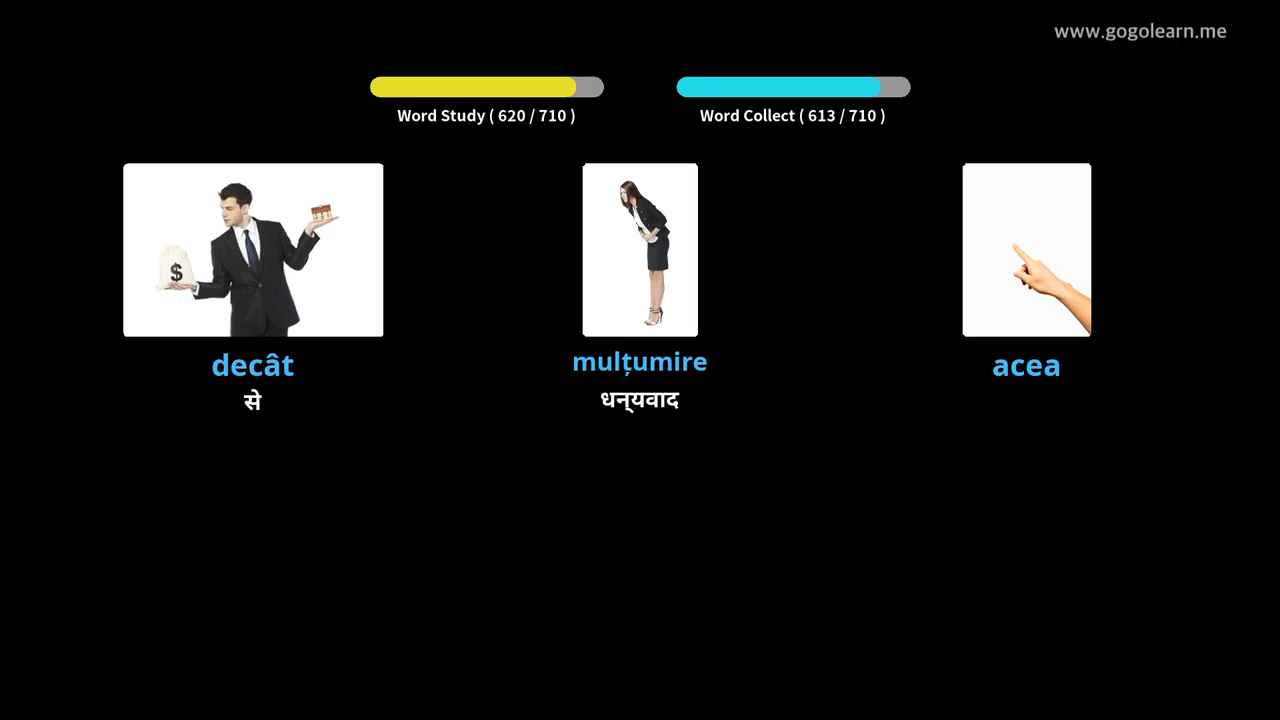 www.gogolearn.me
Word Study ( 620 / 710 )
Word Collect ( 613 / 710 )
$
decât
mulțumire
acea
से
धन्‌यवाद